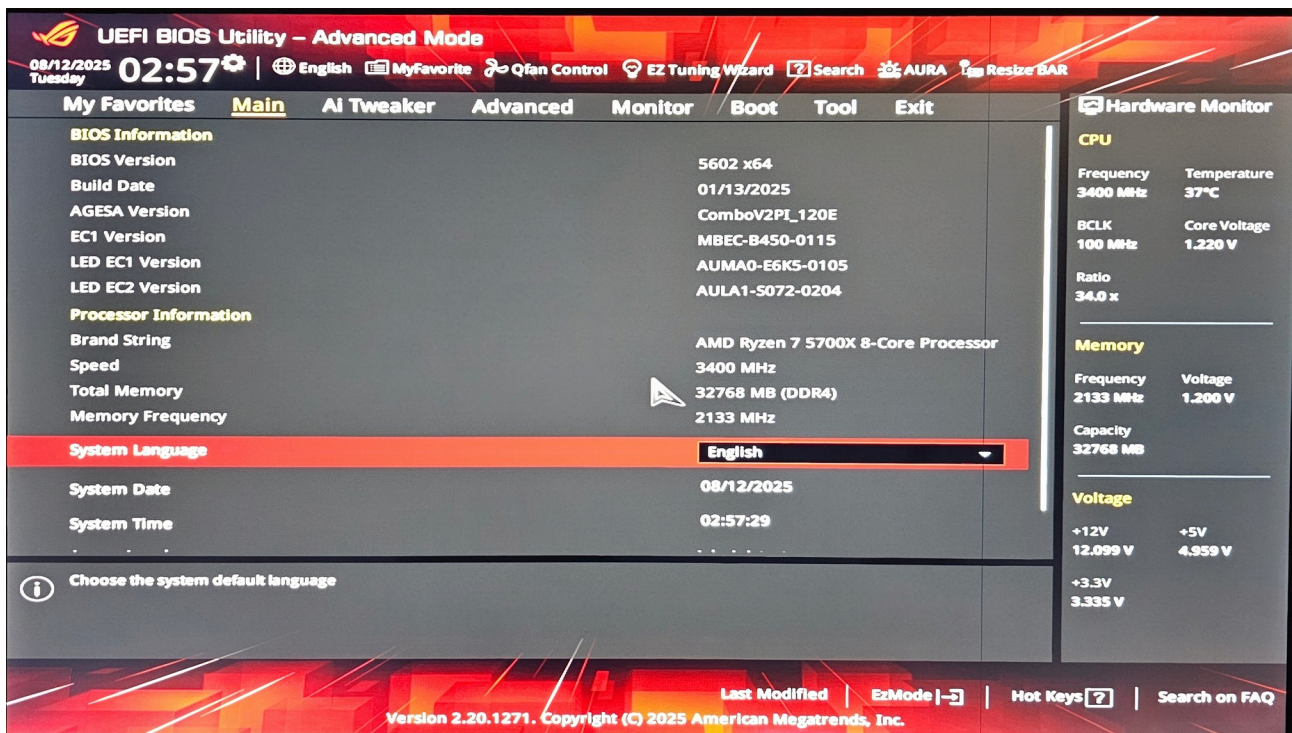 UEFI BIOS Utility – Advanced Mode
08/12/2025
Tuesday
02:57
English MyFavorite Qfan Control EZ Tuning Wizard ? Search AURA Resize BAR
My Favorites Main Ai Tweaker Advanced Monitor Boot Tool Exit
BIOS Information
BIOS Version 5602 x64
Build Date 01/13/2025
AGESA Version ComboV2PI_120E
EC1 Version MBEC-B450-0115
LED EC1 Version AUMA0-E6K5-0105
LED EC2 Version AULA1-S072-0204
Processor Information
Brand String AMD Ryzen 7 5700X 8-Core Processor
Speed 3400 MHz
Total Memory 32768 MB (DDR4)
Memory Frequency 2133 MHz
System Language English
System Date 08/12/2025
System Time 02:57:29
Choose the system default language
Hardware Monitor
CPU
Frequency Temperature
3400 MHz 37°C
BCLK Core Voltage
100 MHz 1.220 V
Ratio
34.0 x
Memory
Frequency Voltage
2133 MHz 1.200 V
Capacity
32768 MB
Voltage
+12V +5V
12.099 V 4.959 V
+3.3V
3.335 V
Last Modified EzMode Hot Keys ? Search on FAQ
Version 2.20.1271. Copyright (C) 2025 American Megatrends, Inc.